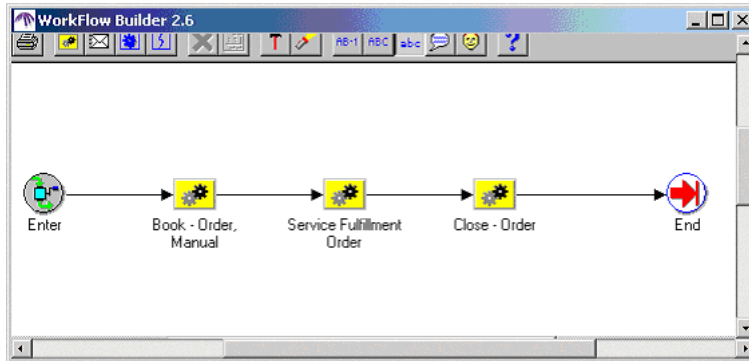 WorkFlow Builder 2.6
AB-1 ABC abc
Enter
Book - Order,
Manual
Service Fulfillment
Order
Close - Order
End